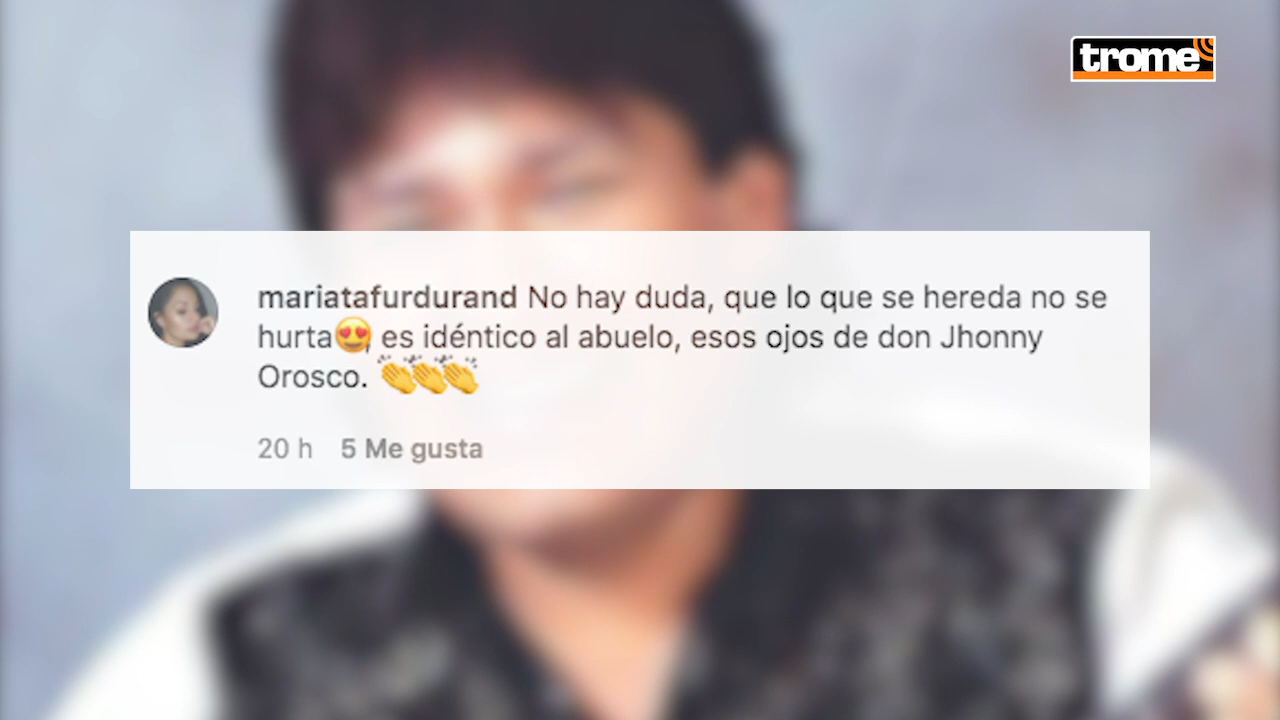 trome
mariatafurdurand No hay duda, que lo que se hereda no se
hurta😍, es idéntico al abuelo, esos ojos de don Jhonny
Orosco. 👏👏👏
20 h 5 Me gusta